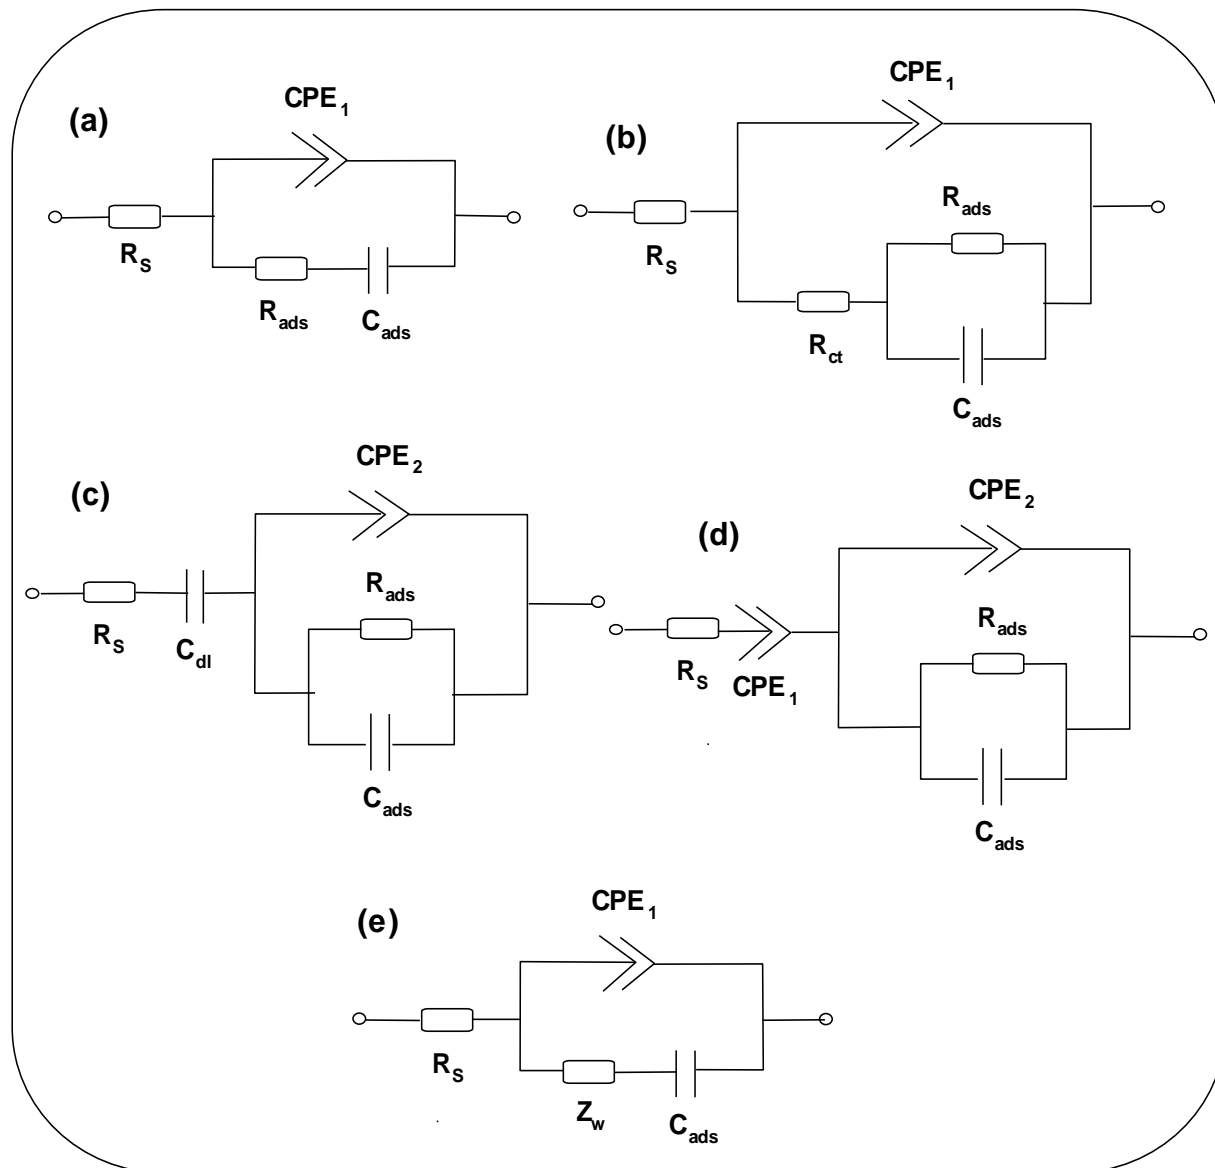 (a)
CPE1
RS
Rads
Cads
(b)
CPE1
RS
Rct
Rads
Cads
(c)
CPE2
RS
Cdl
Rads
Cads
(d)
CPE2
RS
CPE1
Rads
Cads
(e)
CPE1
RS
Zw
Cads